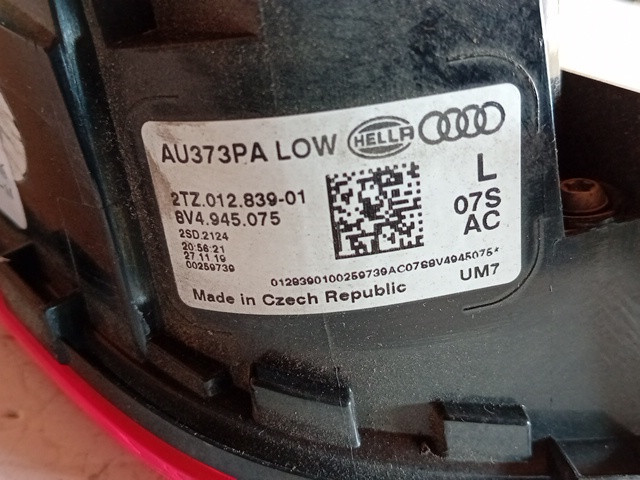 AU373PA LOW HELLA
L
2TZ.012.839-01
8V4.945.075
07S
AC
2SD.2124
20:56:21
27 11 19
00259739
UM7
Made in Czech Republic